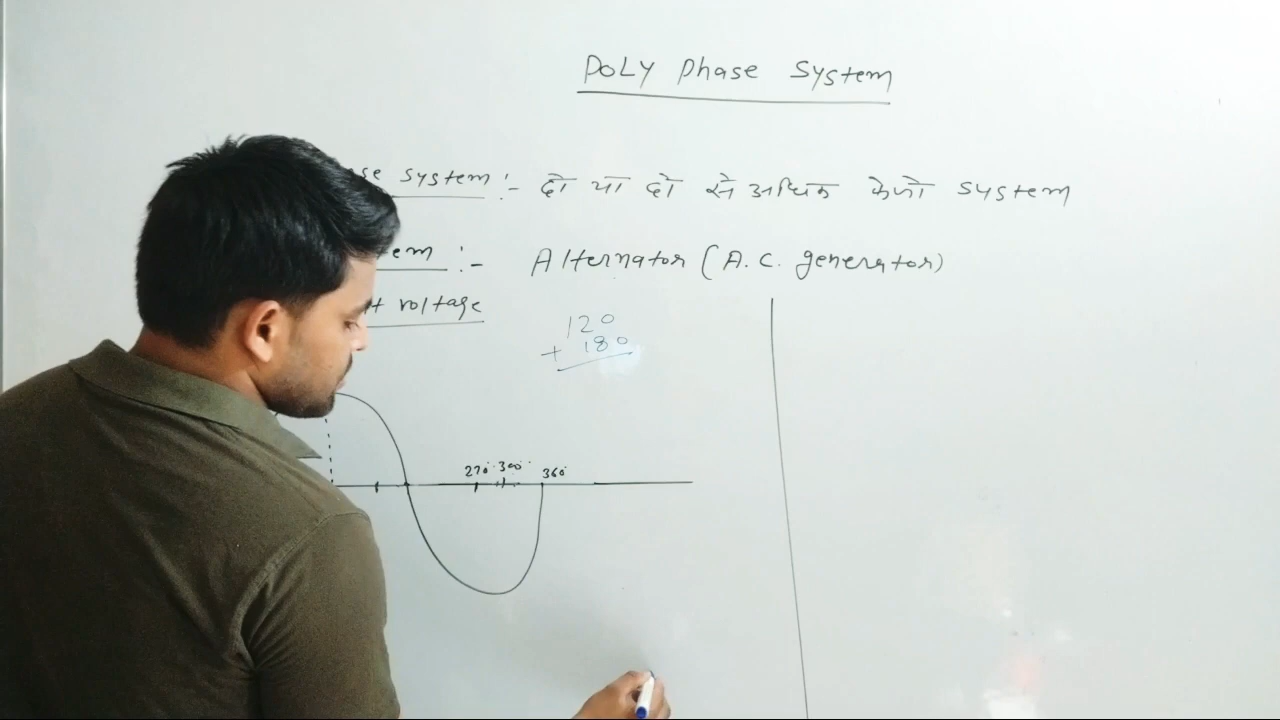 POLY Phase System
se system :- दो या दो से अधिक फेजो System
em :- Alternator (A.C. generator)
t voltage
120
+ 180
270° 300° 360°